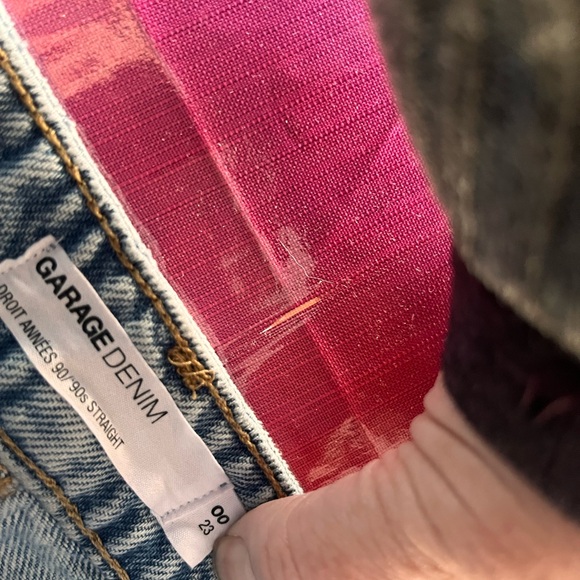 GARAGE DENIM
DROIT ANNÉES 90/'90s STRAIGHT
00
23